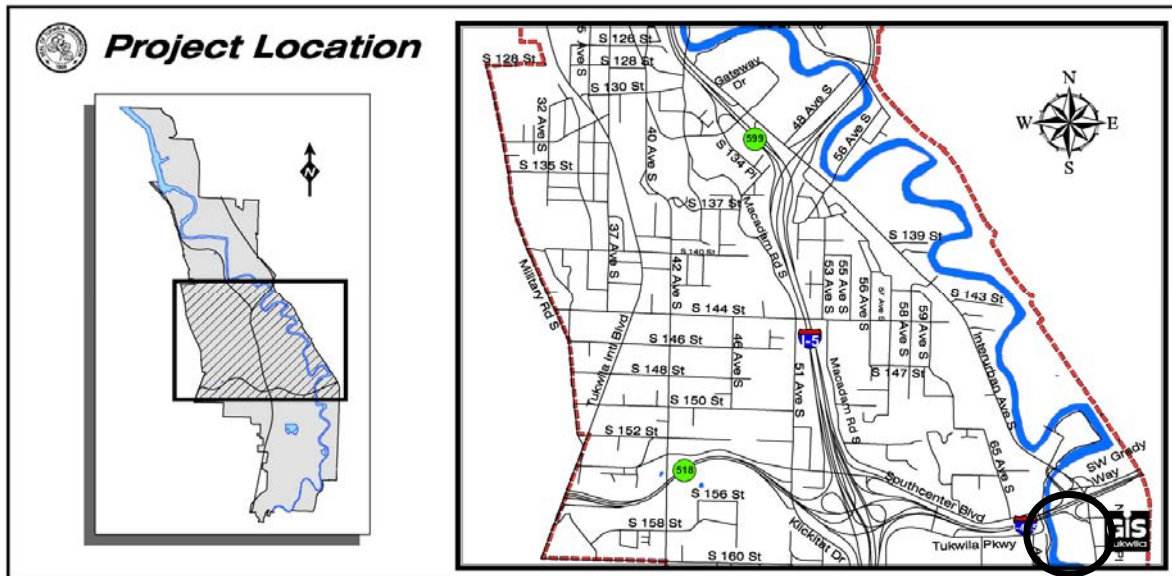 Project Location
N
N
W
E
S
S 126 St
S 128 St
S 128 St
S 130 St
Gateway
Dr
32 Ave S
40 Ave S
48 Ave S
56 Ave S
599
S 134 Pl
S 135 St
S 137 St
Macadam Rd S
37 Ave S
S 139 St
S 140 St
42 Ave S
Military Rd S
53 Ave S
55 Ave S
56 Ave S
57 Ave S
58 Ave S
59 Ave S
S 143 St
S 144 St
I-5
Tukwila Intl Blvd
S 146 St
46 Ave S
Interurban Ave S
S 147 St
S 148 St
51 Ave S
Macadam Rd S
S 150 St
S 152 St
65 Ave S
SW Grady
Way
518
S 156 St
Southcenter Blvd
S 158 St
Klickitat Dr
Tukwila Pkwy
S 160 St
GIS
Tukwila